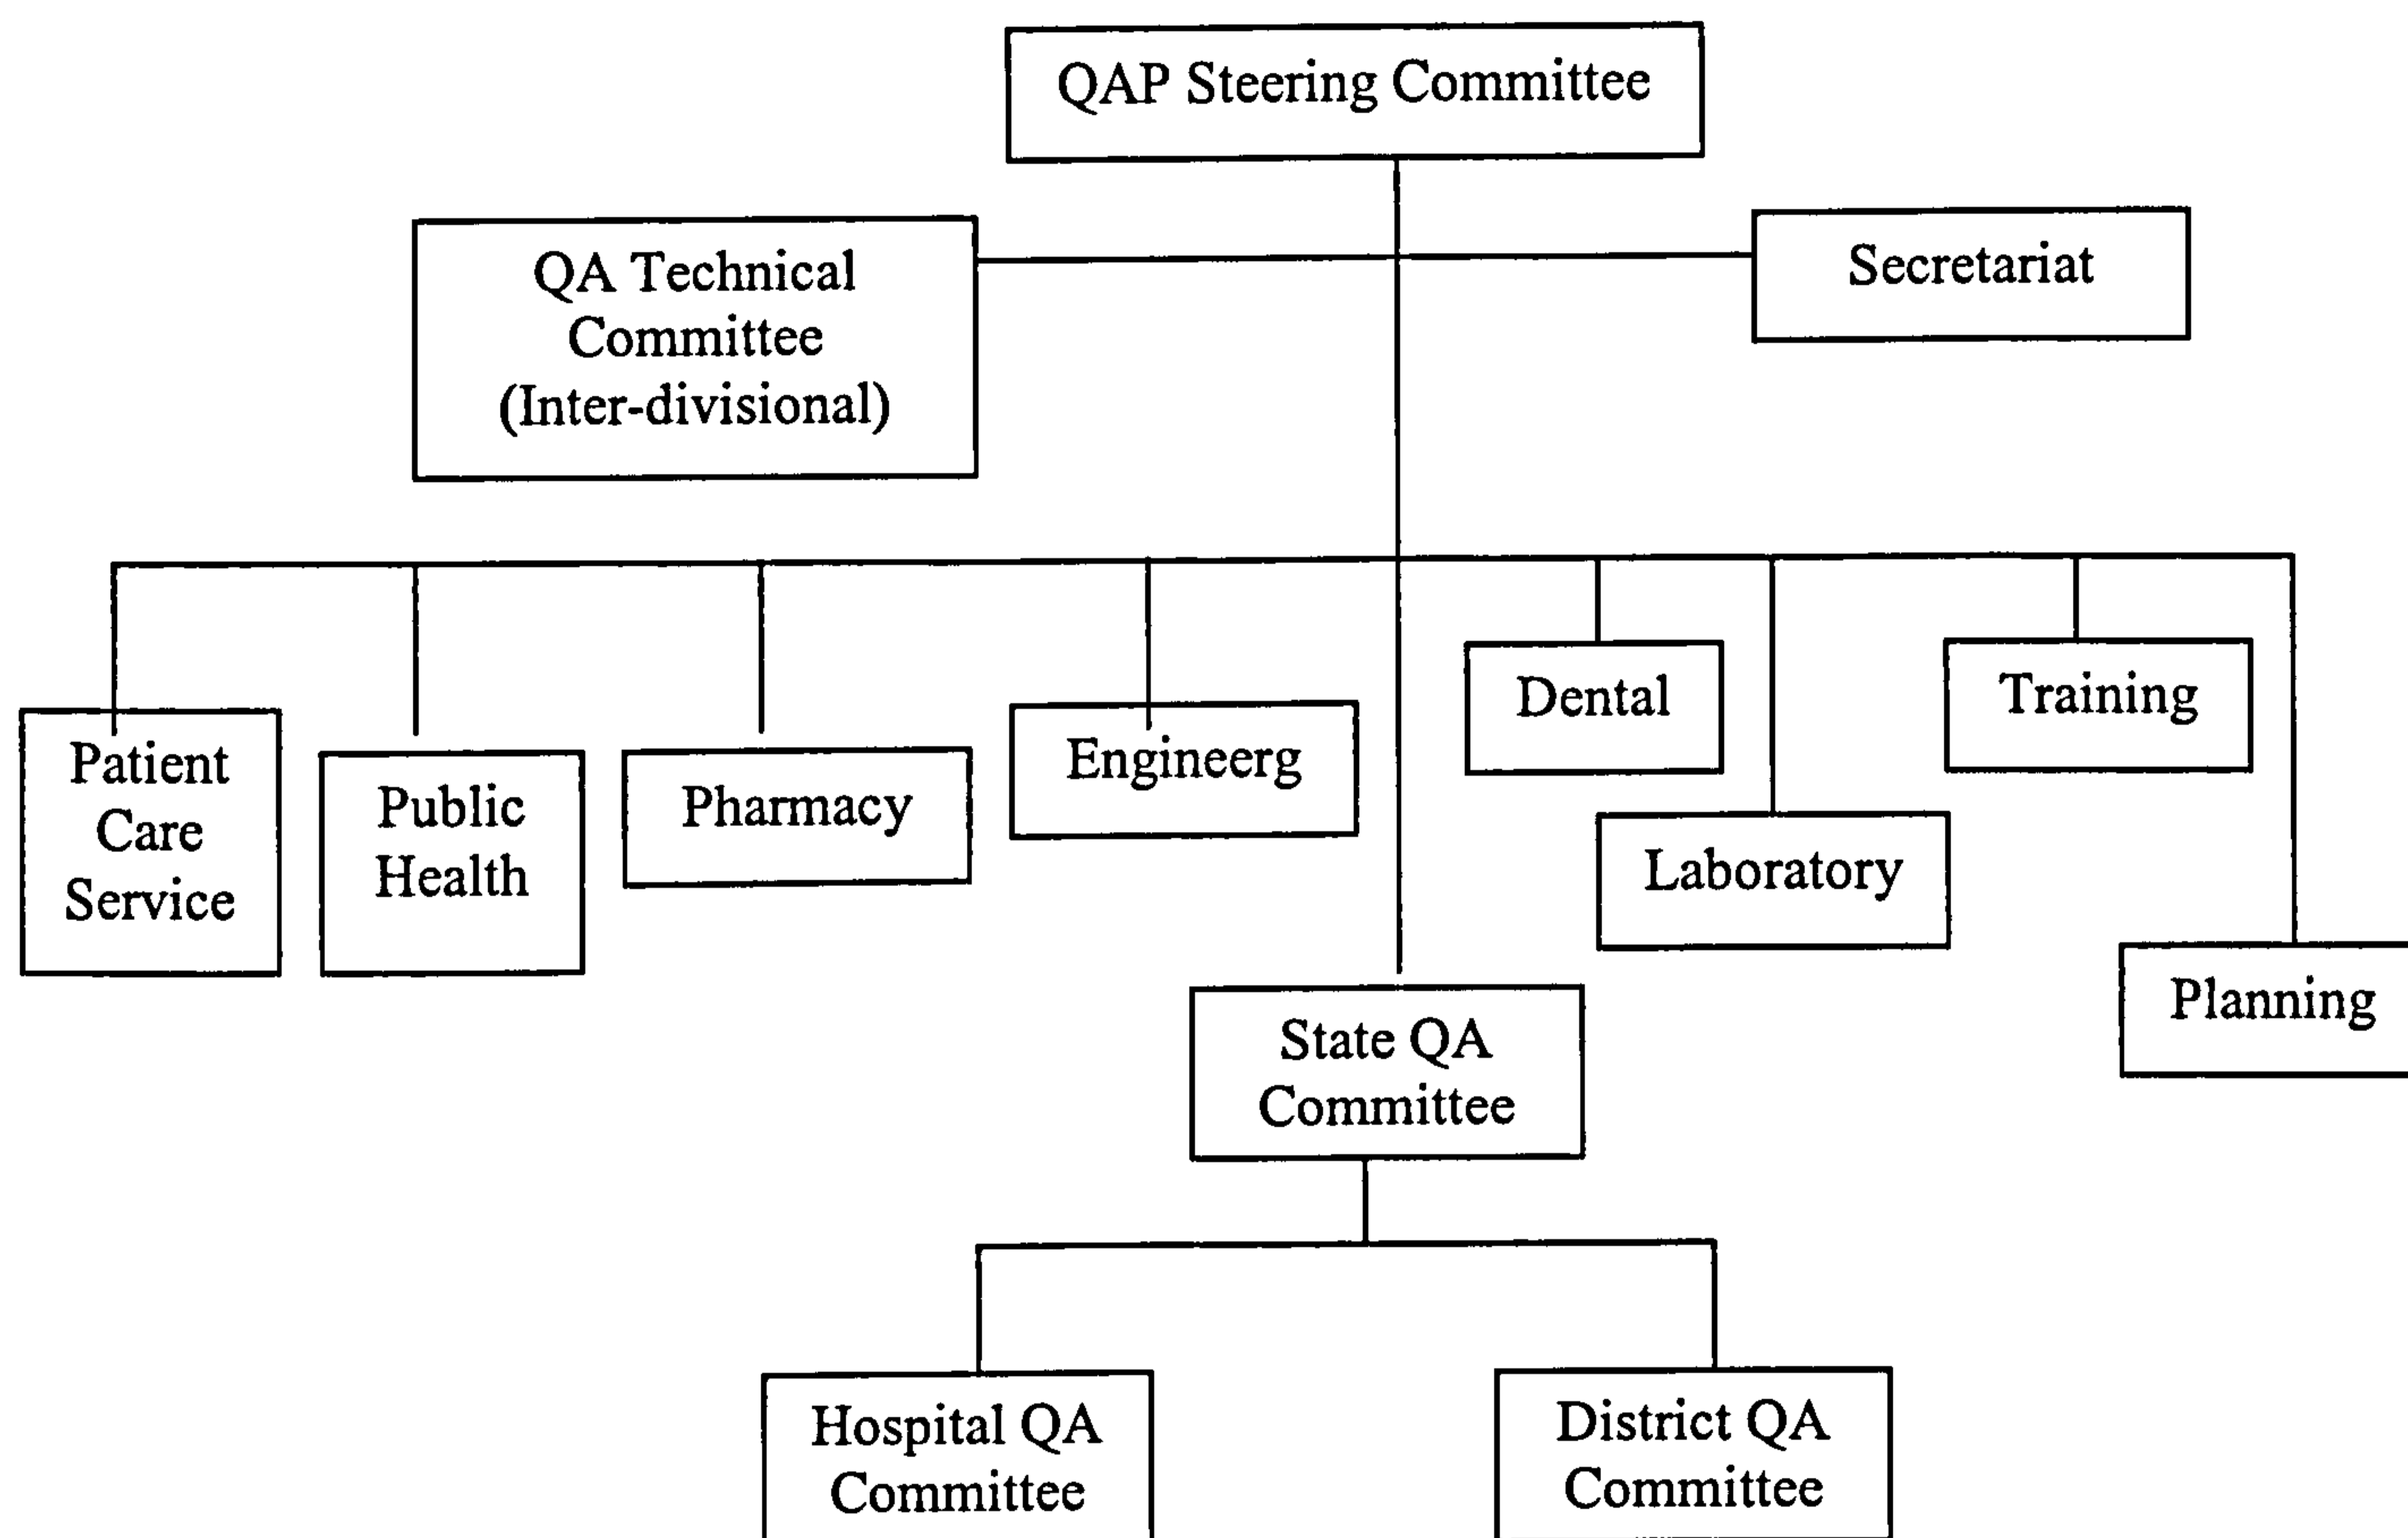 QAP Steering Committee
QA Technical
Committee
(Inter-divisional)
Secretariat
Patient
Care
Service
Public
Health
Pharmacy
Engineerg
Dental
Laboratory
Training
Planning
State QA
Committee
Hospital QA
Committee
District QA
Committee